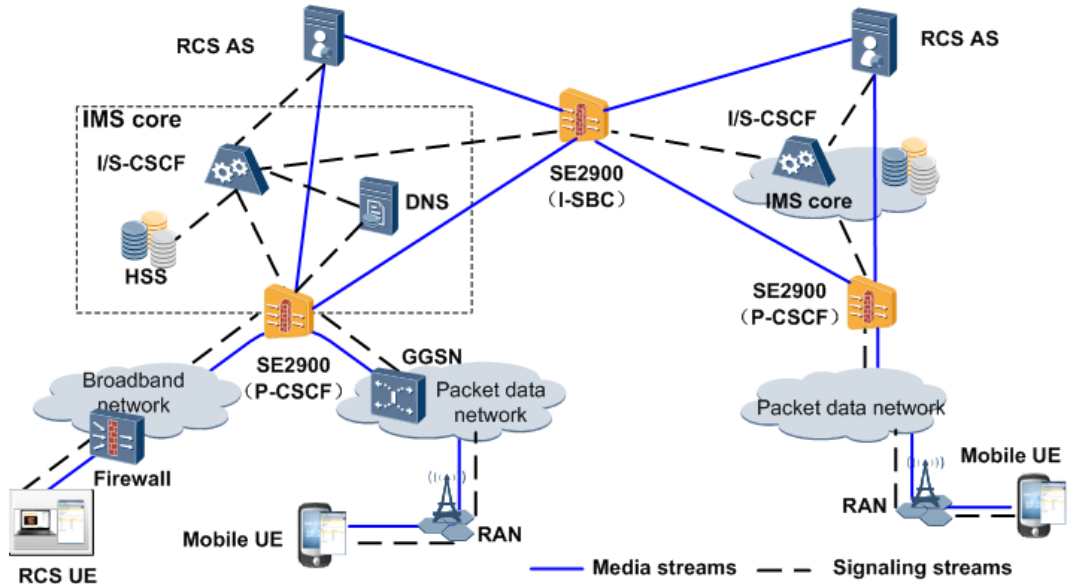 RCS AS
RCS AS
IMS core
I/S-CSCF
I/S-CSCF
SE2900
（I-SBC）
DNS
IMS core
HSS
SE2900
（P-CSCF）
SE2900
（P-CSCF）
GGSN
Broadband
network
Packet data
network
Packet data network
Firewall
Mobile UE
RAN
Mobile UE
RAN
RCS UE
Media streams
Signaling streams